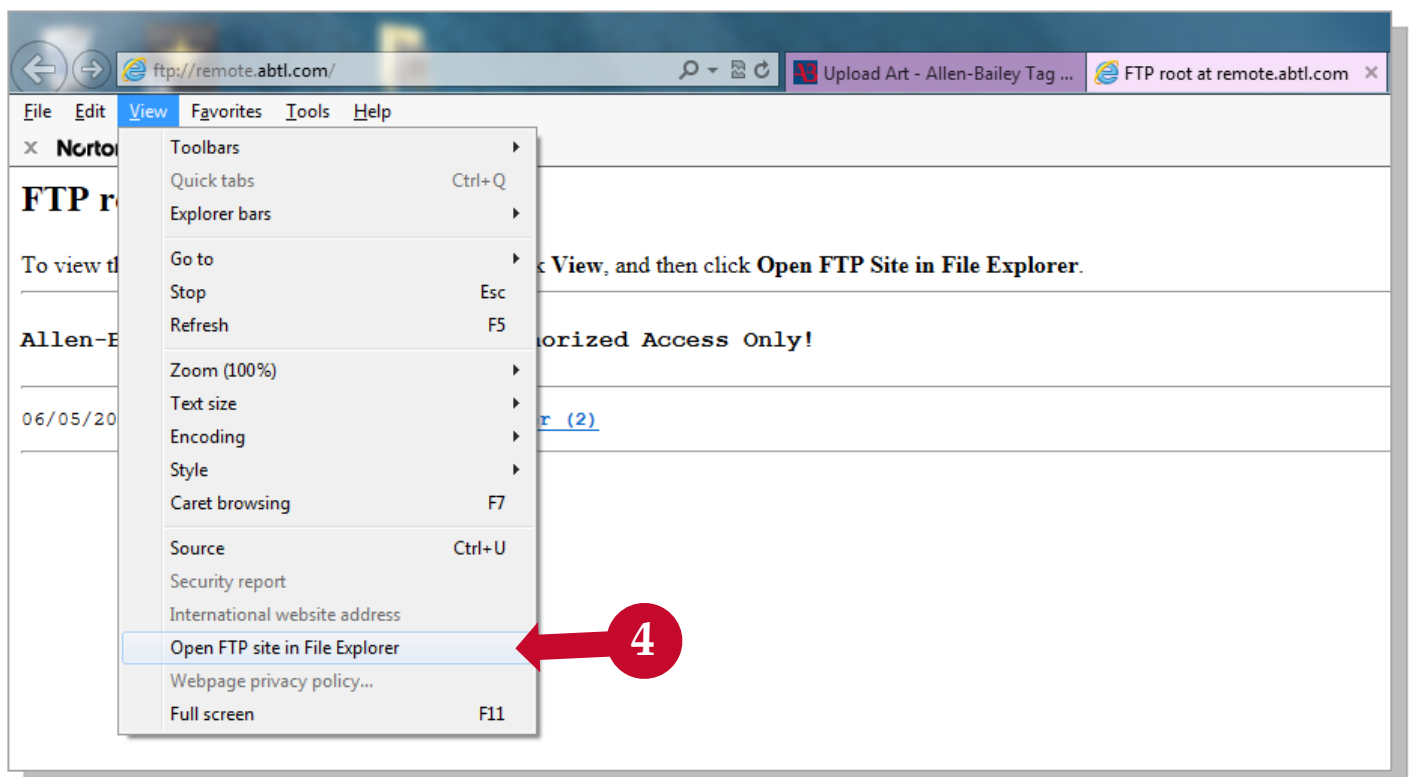 ftp://remote.abtl.com/
Upload Art - Allen-Bailey Tag ...
FTP root at remote.abtl.com
File Edit View Favorites Tools Help
Toolbars
Quick tabs Ctrl+Q
FTP
Explorer bars
Go to
To view View, and then click Open FTP Site in File Explorer.
Stop Esc
Refresh F5
Access Only!
Zoom (100%)
Text size
06/05/20 (2)
Encoding
Style
Caret browsing F7
Source Ctrl+U
Security report
International website address
Open FTP site in File Explorer 4
Webpage privacy policy...
Full screen F11